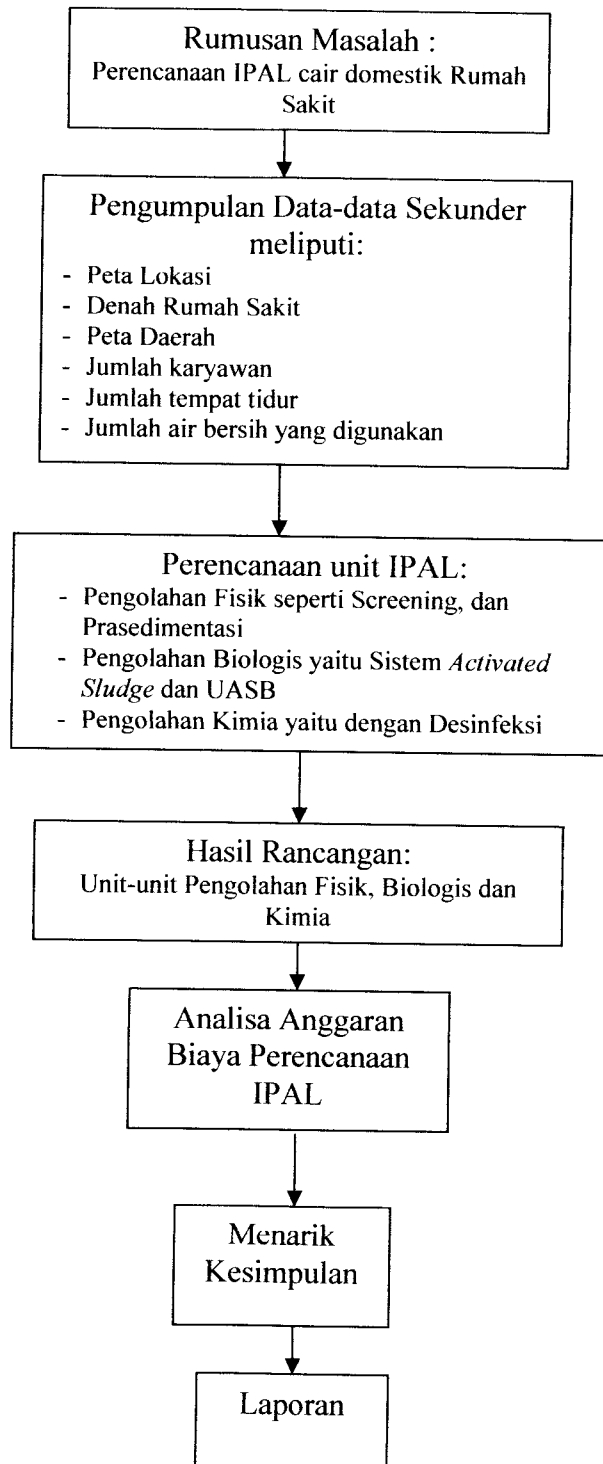 Rumusan Masalah :
Perencanaan IPAL cair domestik Rumah
Sakit
Pengumpulan Data-data Sekunder
meliputi:
- Peta Lokasi
- Denah Rumah Sakit
- Peta Daerah
- Jumlah karyawan
- Jumlah tempat tidur
- Jumlah air bersih yang digunakan
Perencanaan unit IPAL:
- Pengolahan Fisik seperti Screening, dan
Prasedimentasi
- Pengolahan Biologis yaitu Sistem Activated
Sludge dan UASB
- Pengolahan Kimia yaitu dengan Desinfeksi
Hasil Rancangan:
Unit-unit Pengolahan Fisik, Biologis dan
Kimia
Analisa Anggaran
Biaya Perencanaan
IPAL
Menarik
Kesimpulan
Laporan